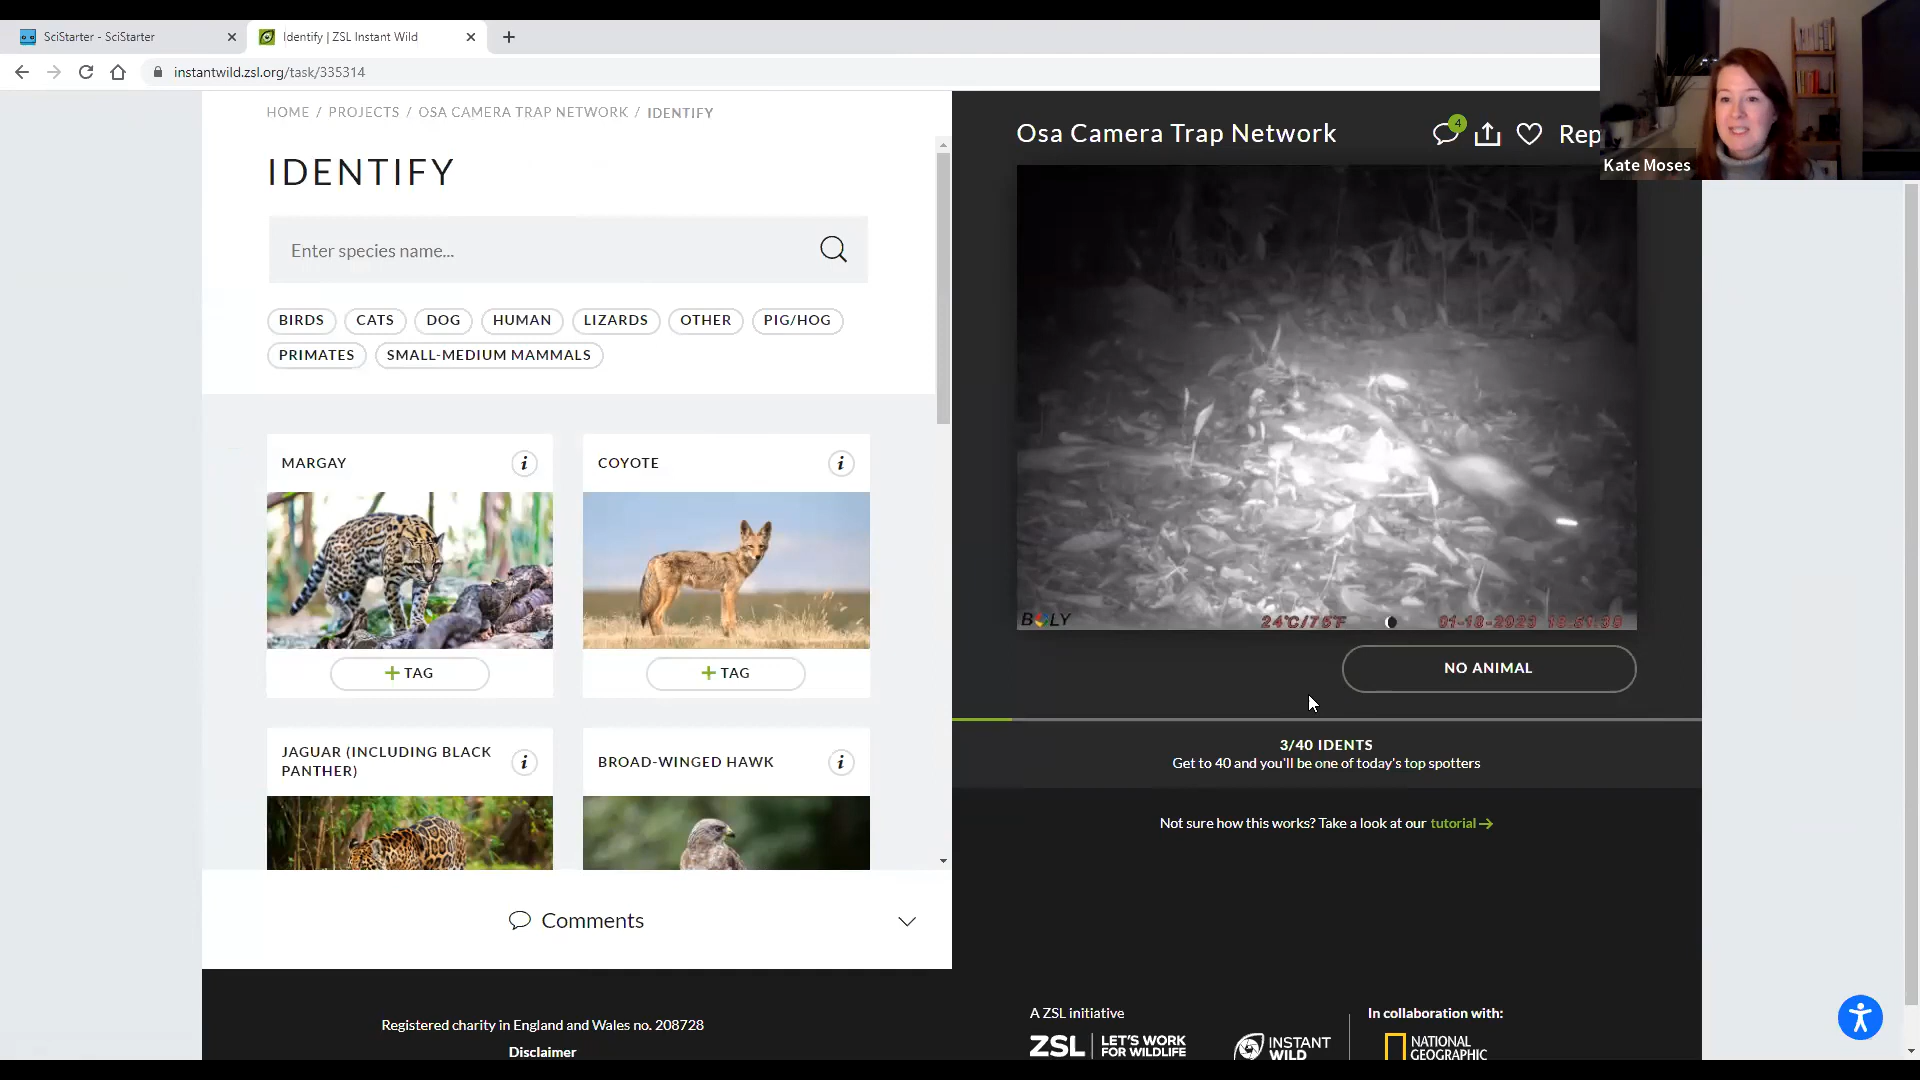 SciStarter - SciStarter
Identify | ZSL Instant Wild
instantwild.zsl.org/task/335314
HOME / PROJECTS / OSA CAMERA TRAP NETWORK / IDENTIFY
IDENTIFY
Enter species name...
BIRDS CATS DOG HUMAN LIZARDS OTHER PIG/HOG
PRIMATES SMALL-MEDIUM MAMMALS
MARGAY
COYOTE
+ TAG
+ TAG
JAGUAR (INCLUDING BLACK
PANTHER)
BROAD-WINGED HAWK
Comments
Osa Camera Trap Network
4
Rep
Kate Moses
BOLY 24°C/75°F 01-18-2023
NO ANIMAL
3/40 IDENTS
Get to 40 and you'll be one of today's top spotters
Not sure how this works? Take a look at our tutorial→
Registered charity in England and Wales no. 208728
Disclaimer
A ZSL initiative
ZSL | LET'S WORK
FOR WILDLIFE
INSTANT
WILD
In collaboration with:
NATIONAL
GEOGRAPHIC